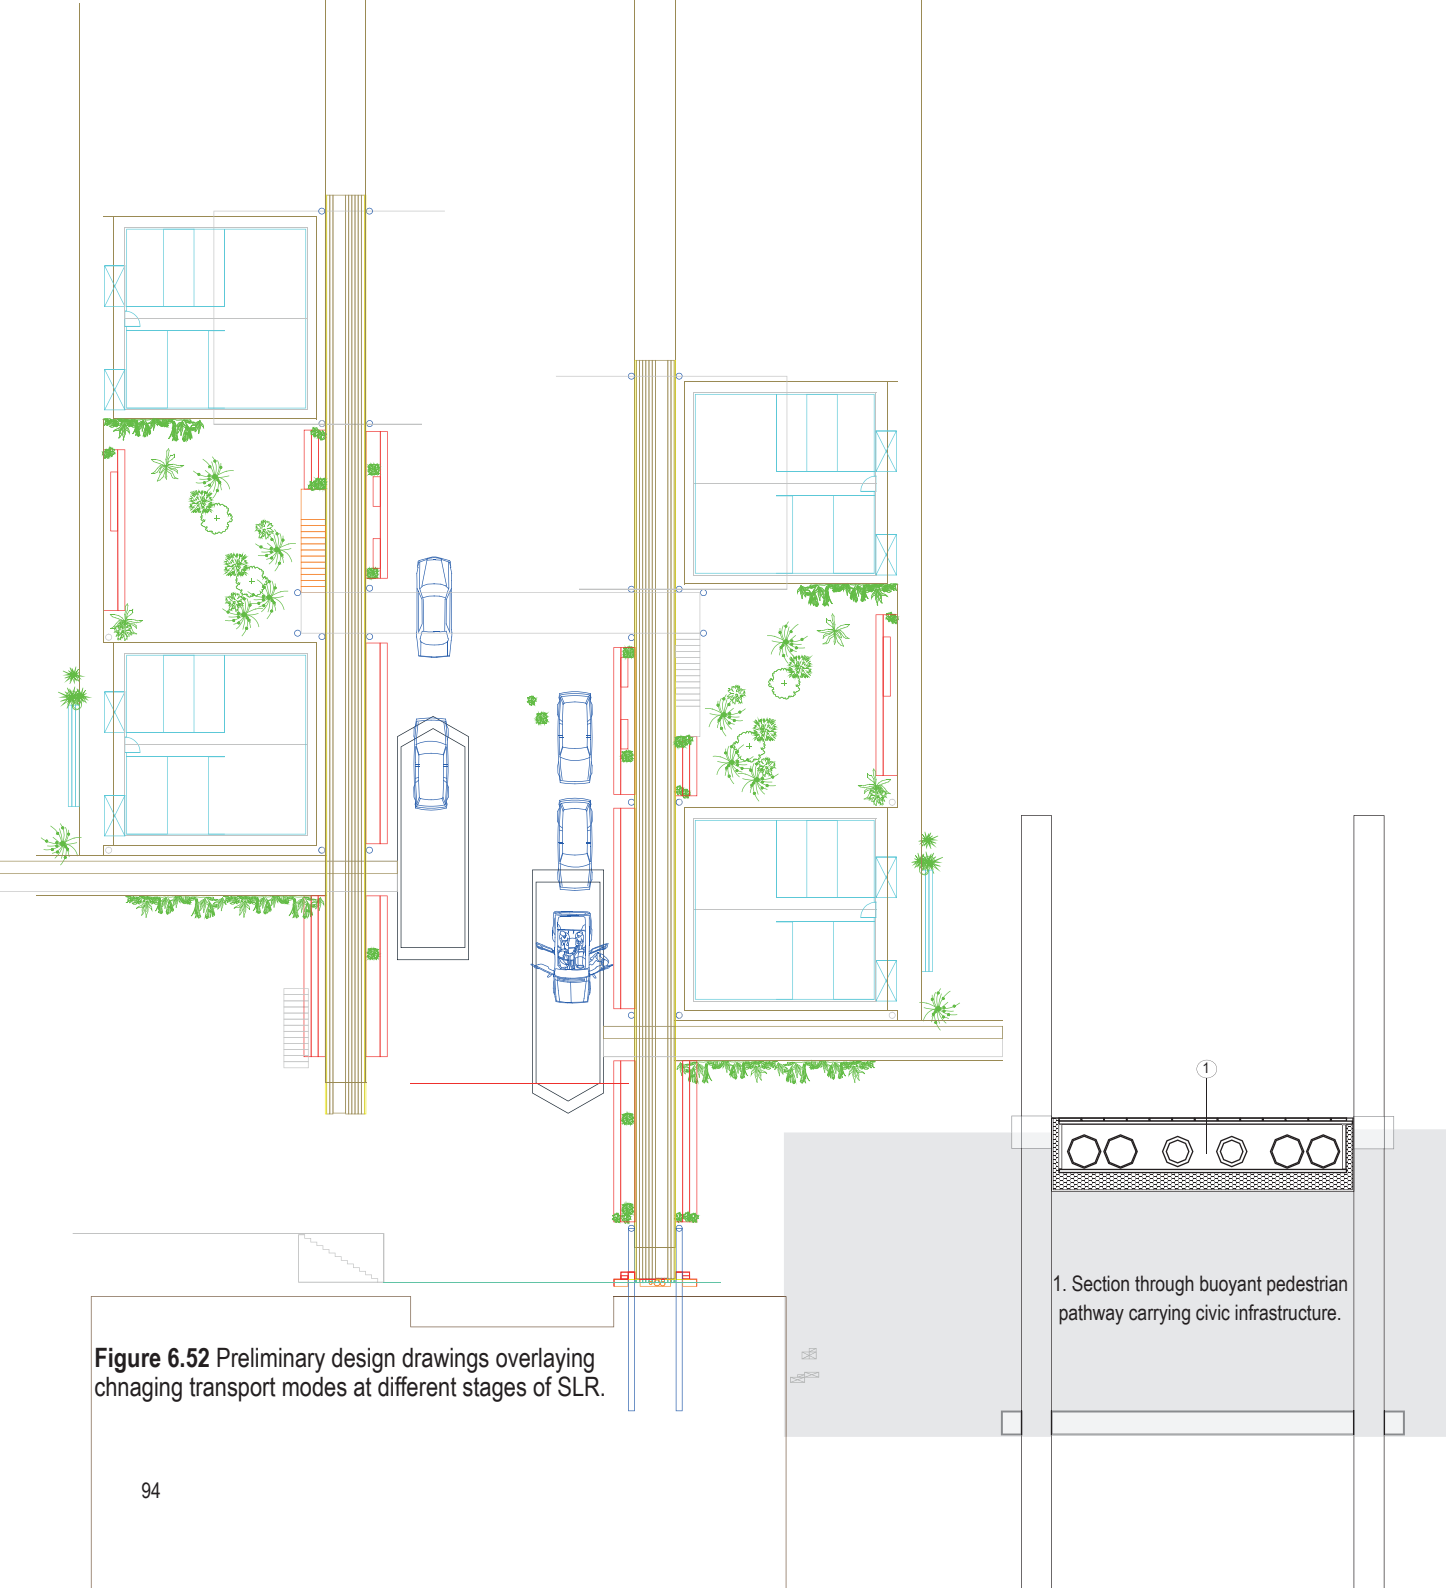 1
1. Section through buoyant pedestrian
pathway carrying civic infrastructure.
Figure 6.52 Preliminary design drawings overlaying
chnaging transport modes at different stages of SLR.
94